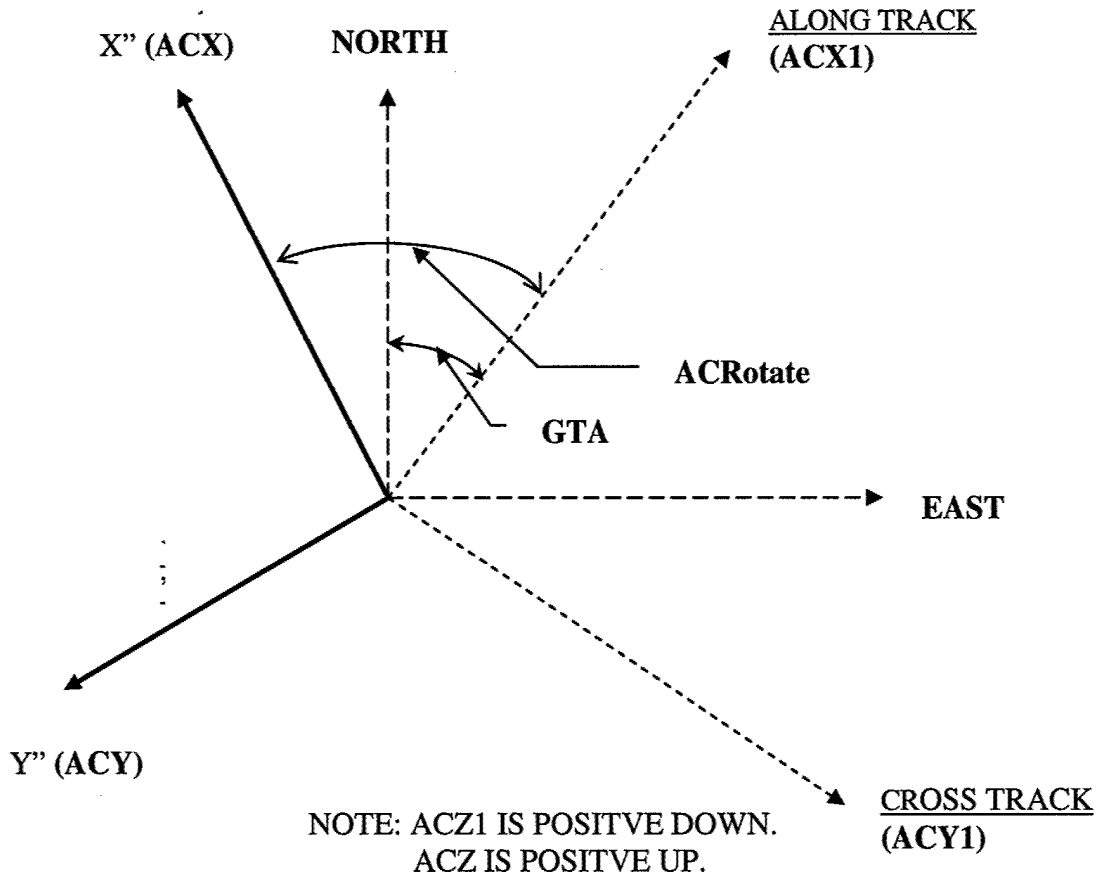 ALONG TRACK
(ACX1)
X” (ACX)
NORTH
ACRotate
GTA
EAST
Y” (ACY)
CROSS TRACK
(ACY1)
NOTE: ACZ1 IS POSITVE DOWN.
ACZ IS POSITVE UP.